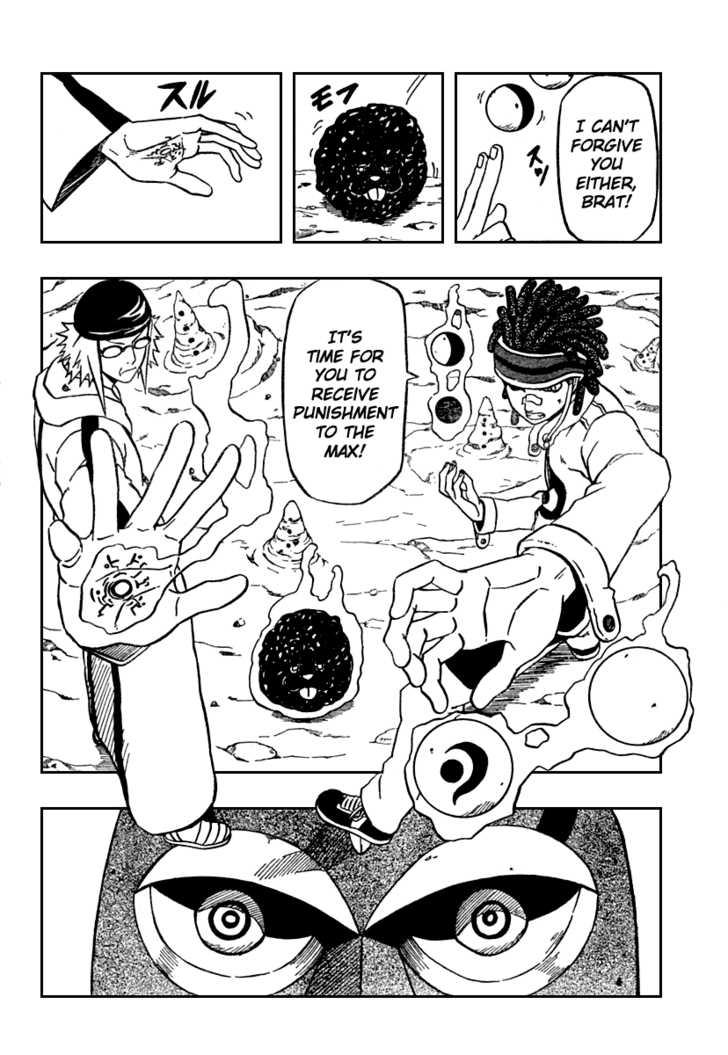 I CAN'T
FORGIVE
YOU
EITHER,
BRAT!
スッ
モフ
スル
IT'S
TIME FOR
YOU TO
RECEIVE
PUNISHMENT
TO THE
MAX!